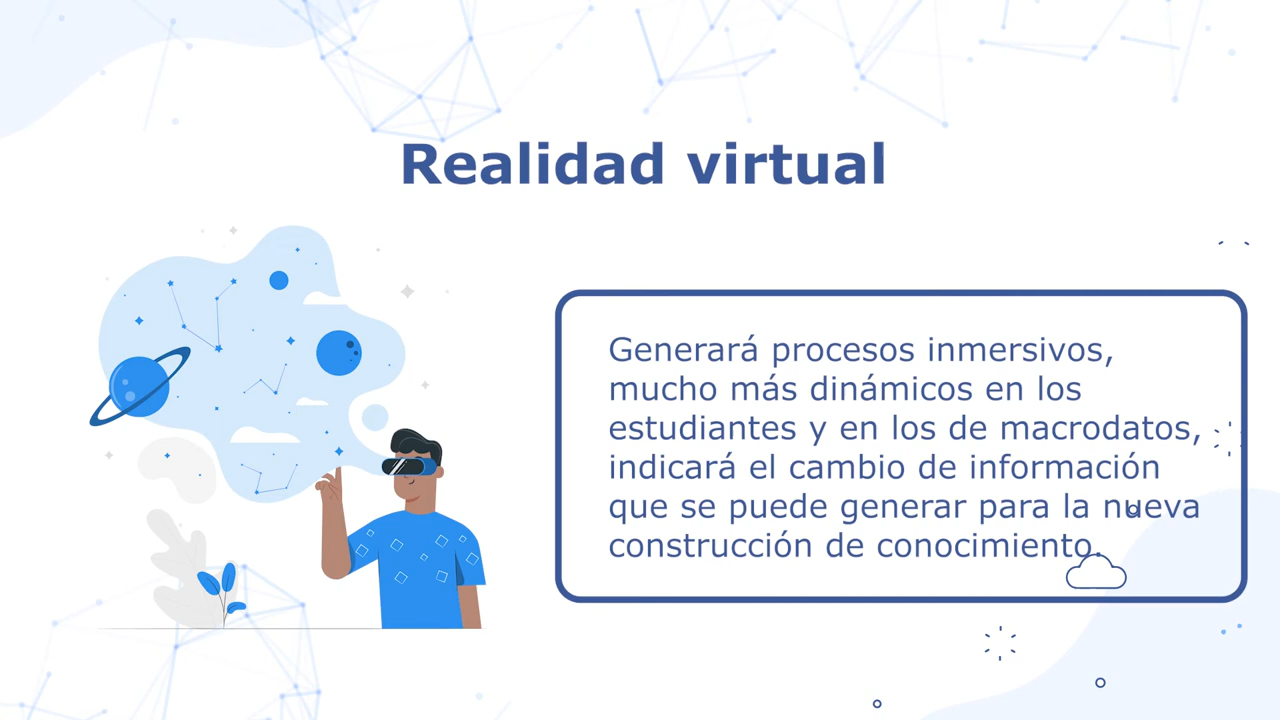 Realidad virtual
Generará procesos inmersivos,
mucho más dinámicos en los
estudiantes y en los de macrodatos,
indicará el cambio de información
que se puede generar para la nueva
construcción de conocimiento.